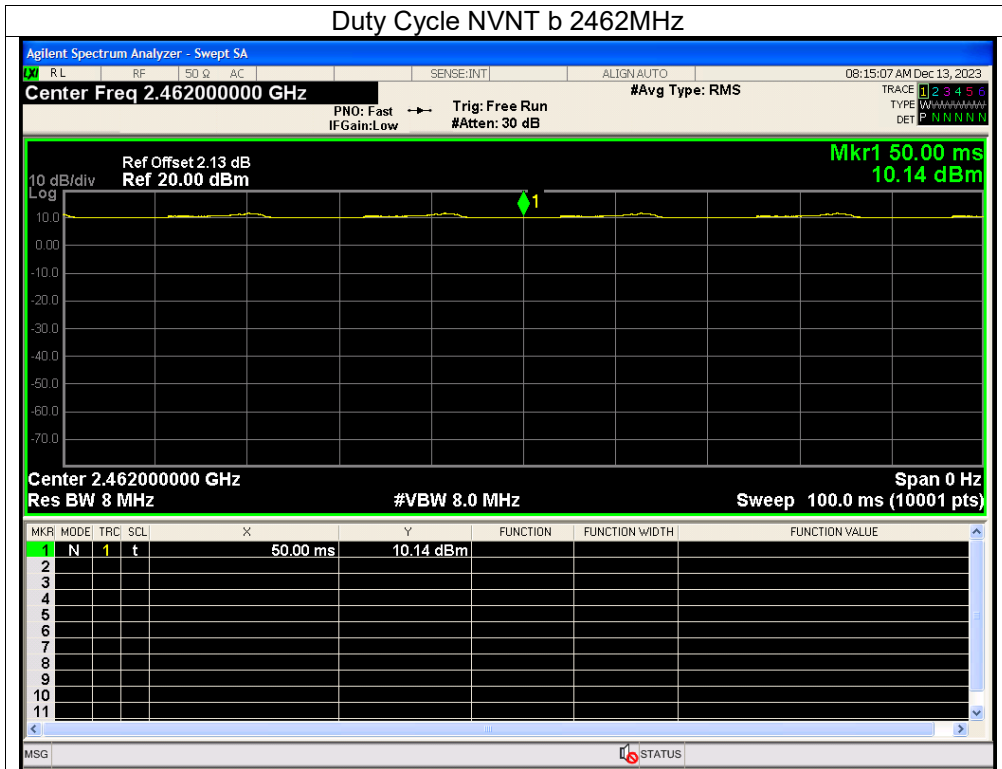 Duty Cycle NVNT b 2462MHz
Agilent Spectrum Analyzer - Swept SA
LXI RL RF 50 Ω AC SENSE:INT ALIGN AUTO 08:15:07 AM Dec 13, 2023
Center Freq 2.462000000 GHz #Avg Type: RMS TRACE 1 2 3 4 5 6
PNO: Fast Trig: Free Run TYPE W
IFGain:Low #Atten: 30 dB DET P N N N N N
Mkr1 50.00 ms
Ref Offset 2.13 dB
10 dB/div Ref 20.00 dBm 10.14 dBm
Log
1
10.0
0.00
-10.0
-20.0
-30.0
-40.0
-50.0
-60.0
-70.0
Center 2.462000000 GHz Span 0 Hz
Res BW 8 MHz #VBW 8.0 MHz Sweep 100.0 ms (10001 pts)
MKR MODE TRC SCL X Y FUNCTION FUNCTION WIDTH FUNCTION VALUE
1 N 1 t 50.00 ms 10.14 dBm
2
3
4
5
6
7
8
9
10
11
MSG STATUS